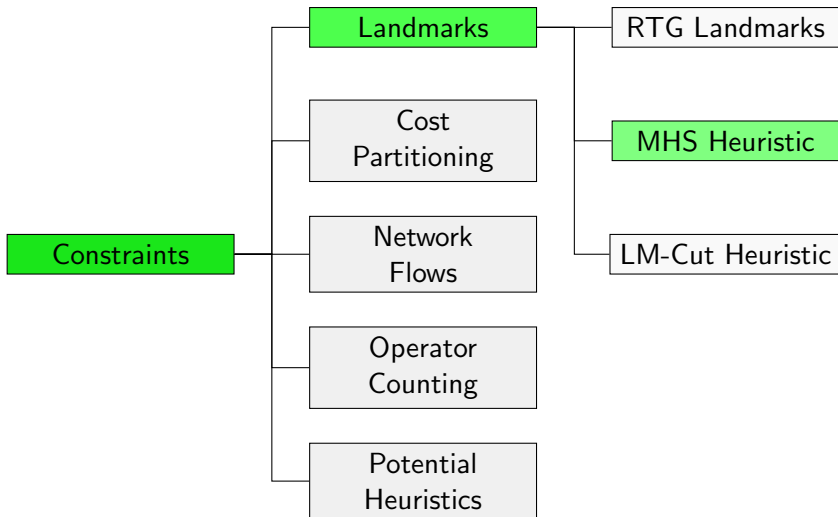 Landmarks
RTG Landmarks
Cost
Partitioning
MHS Heuristic
Constraints
Network
Flows
LM-Cut Heuristic
Operator
Counting
Potential
Heuristics